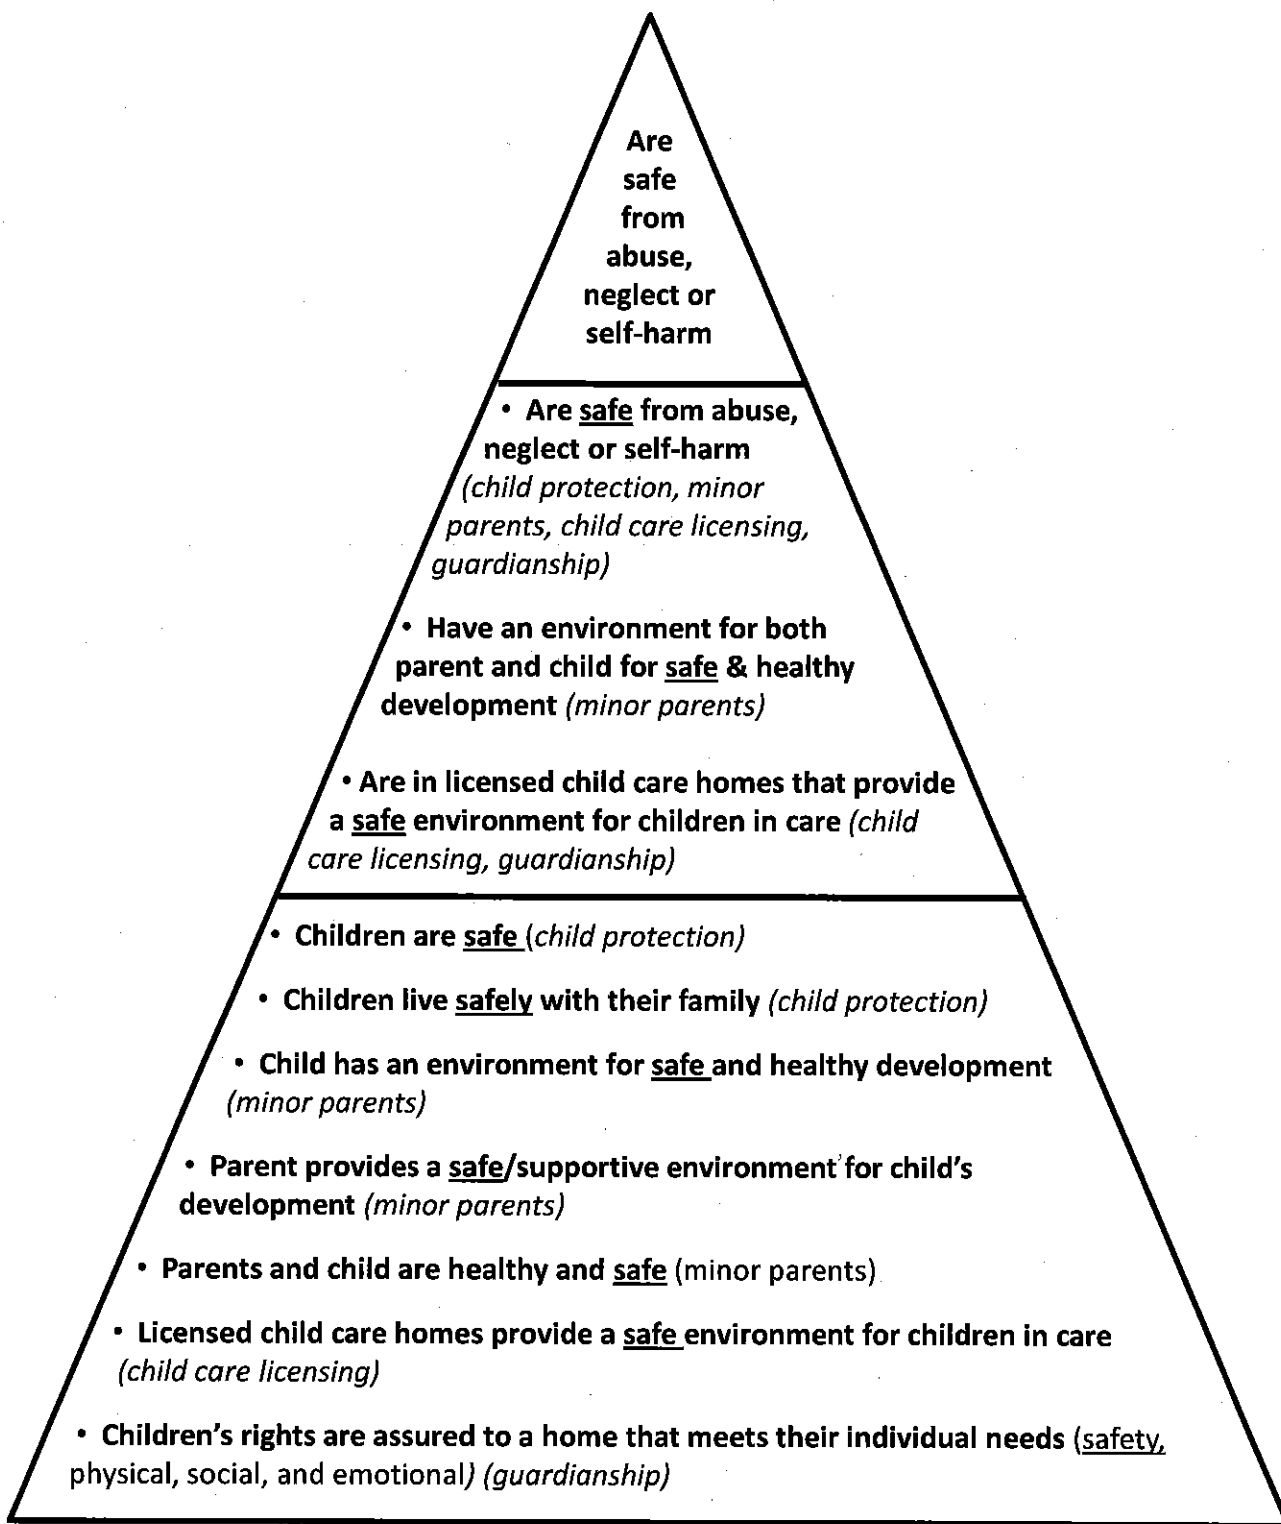 Are
safe
from
abuse,
neglect or
self-harm
• Are safe from abuse,
neglect or self-harm
(child protection, minor
parents, child care licensing,
guardianship)
• Have an environment for both
parent and child for safe & healthy
development (minor parents)
• Are in licensed child care homes that provide
a safe environment for children in care (child
care licensing, guardianship)
• Children are safe (child protection)
• Children live safely with their family (child protection)
• Child has an environment for safe and healthy development
(minor parents)
• Parent provides a safe/supportive environment for child's
development (minor parents)
• Parents and child are healthy and safe (minor parents)
• Licensed child care homes provide a safe environment for children in care
(child care licensing)
• Children's rights are assured to a home that meets their individual needs (safety,
physical, social, and emotional) (guardianship)